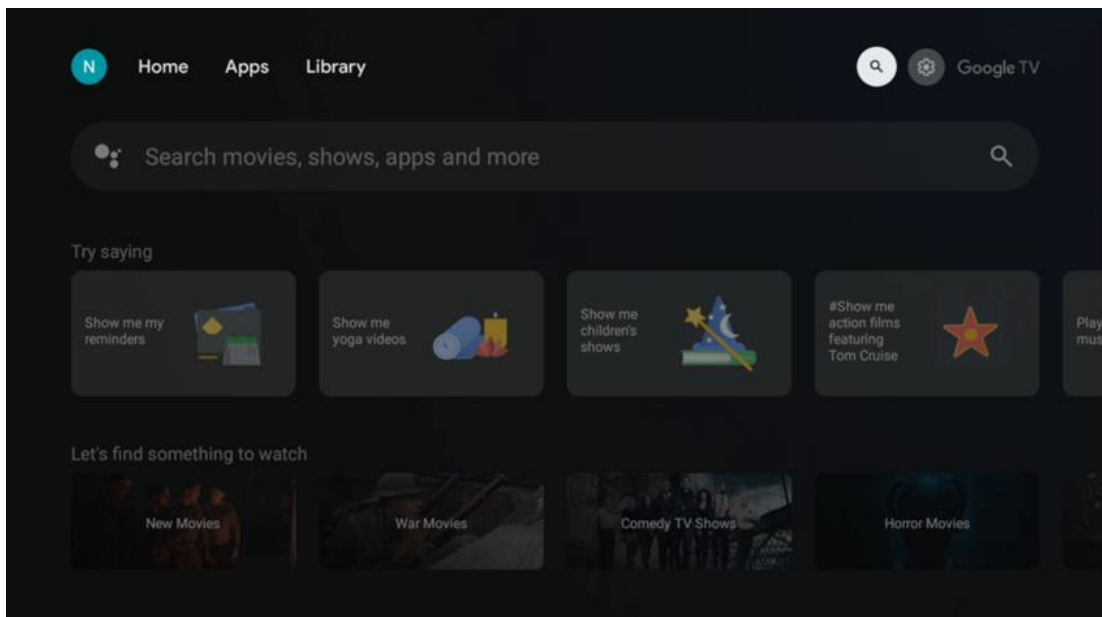 N Home Apps Library Google TV
Search movies, shows, apps and more
Try saying
Show me my
reminders
Show me
yoga videos
Show me
children's
shows
#Show me
action films
featuring
Tom Cruise
Play
mus
Let's find something to watch
New Movies
War Movies
Comedy TV Shows
Horror Movies